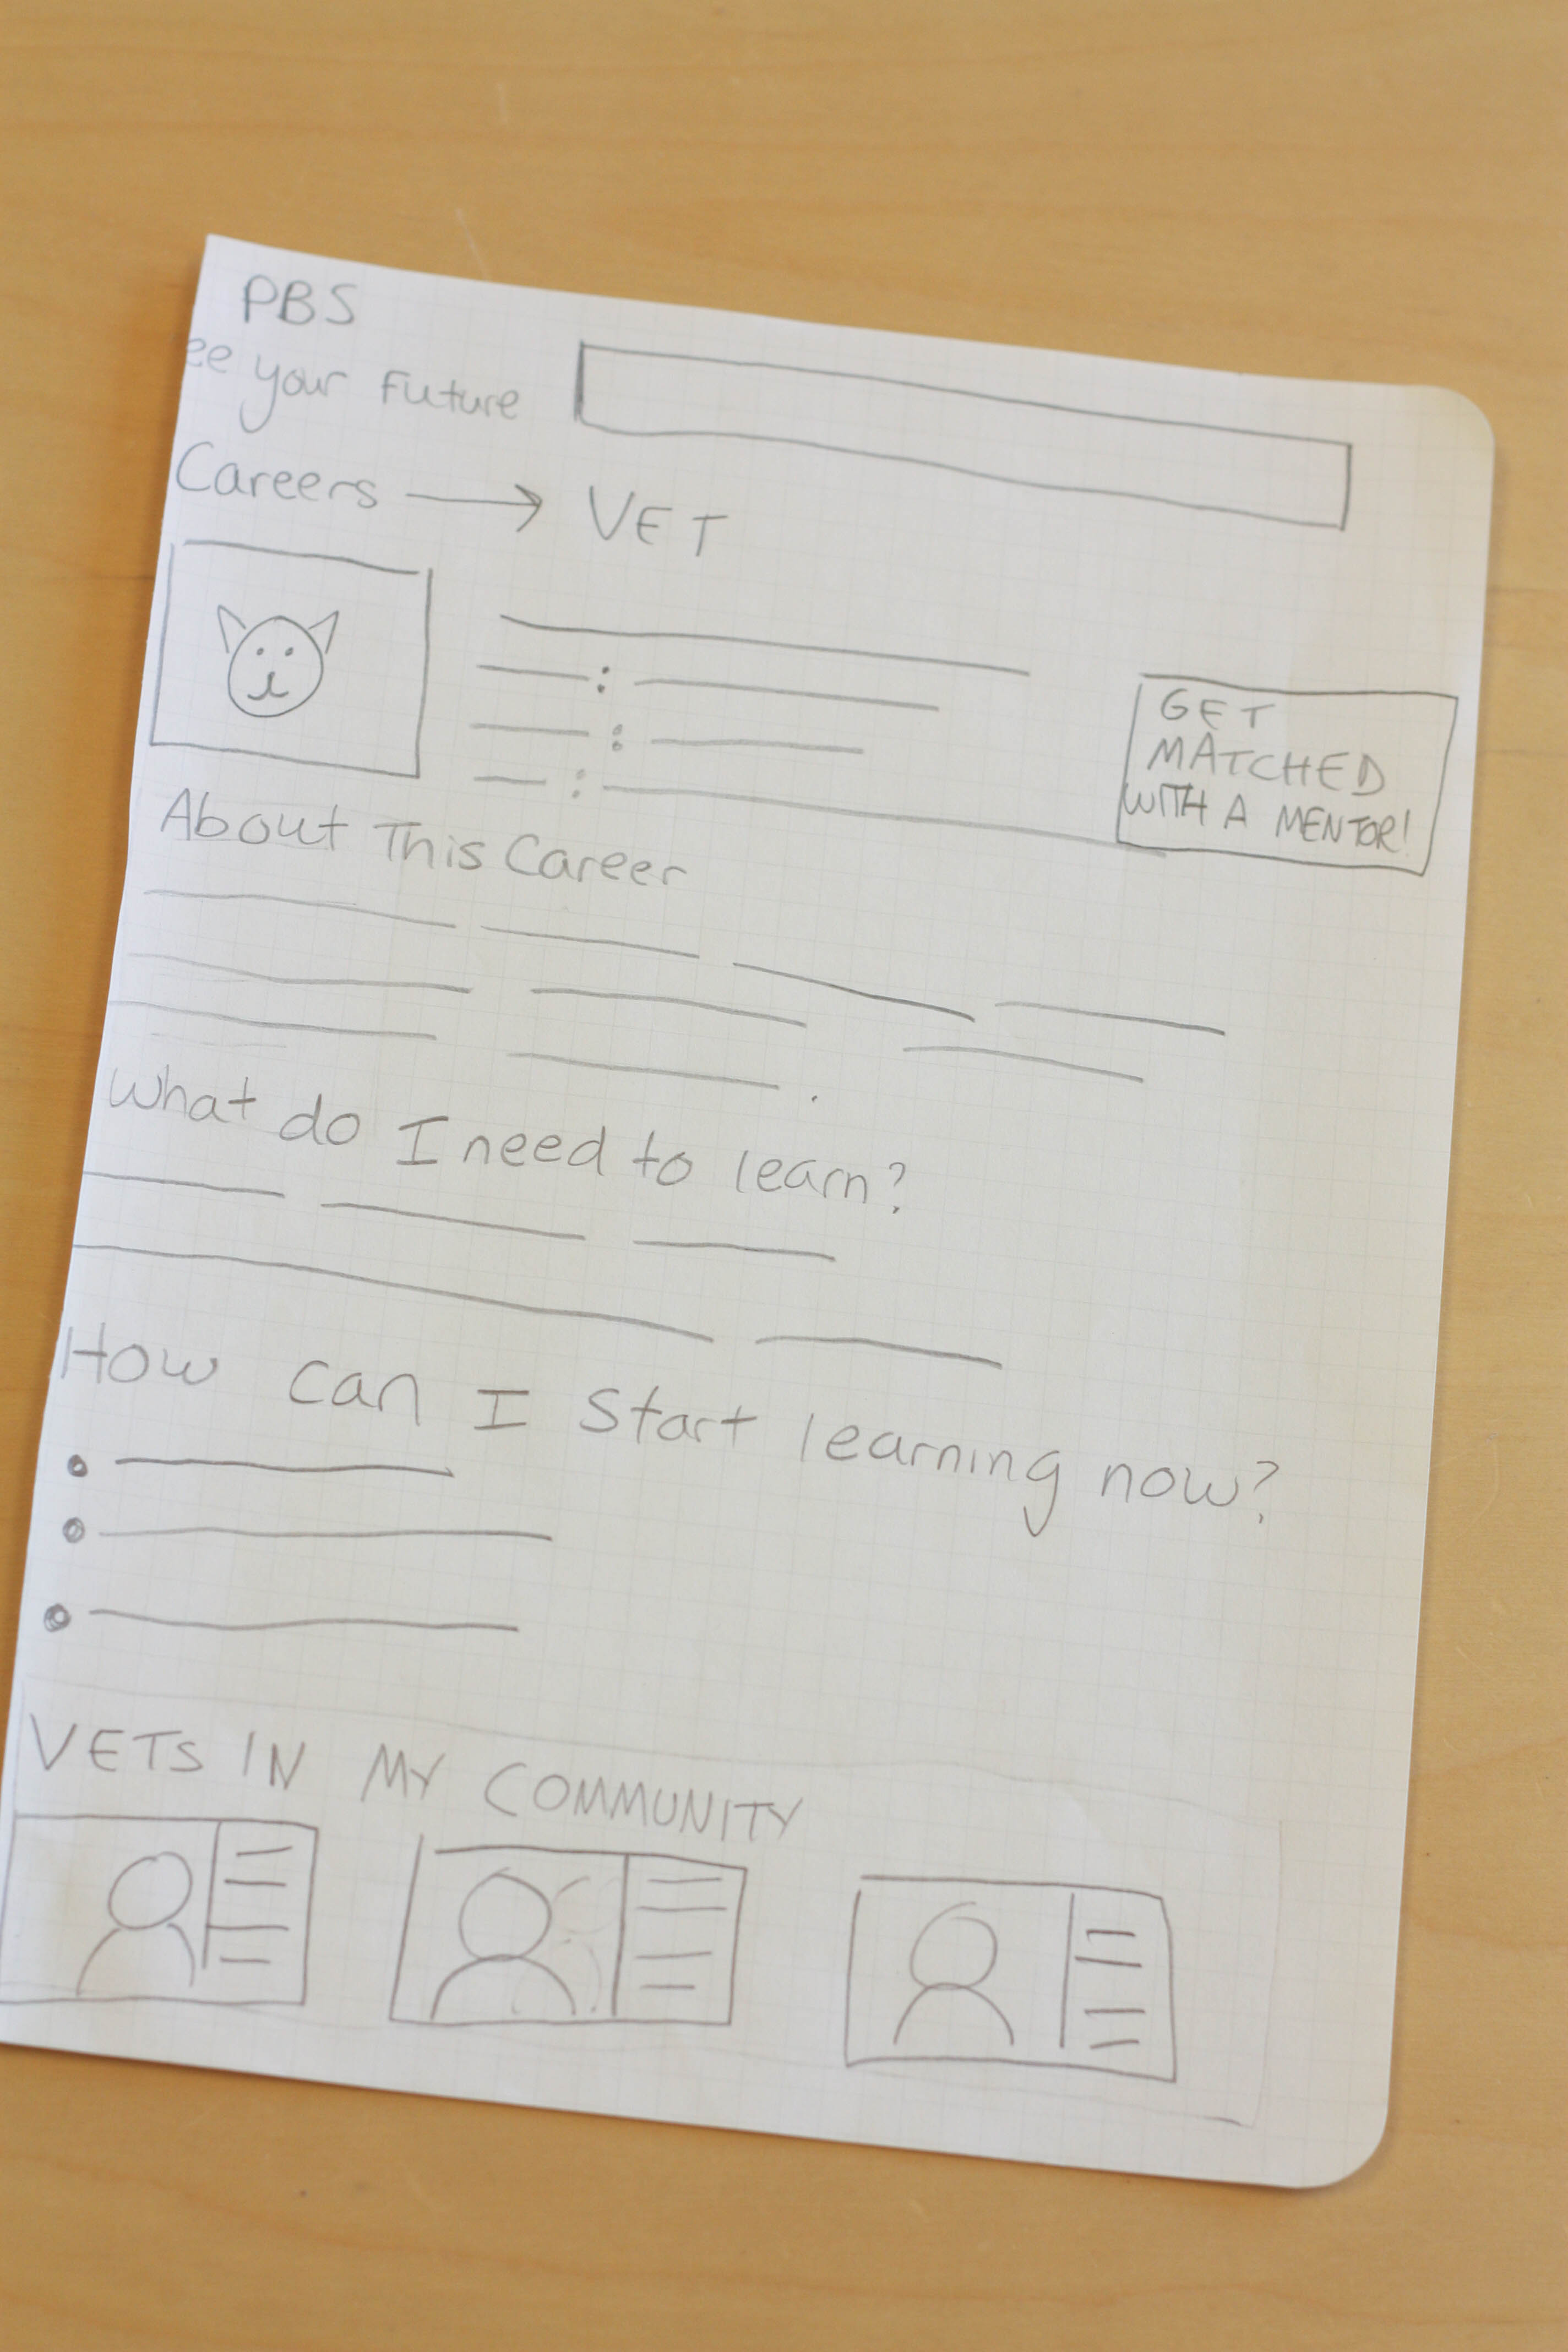 PBS
ee your Future
Careers → VET
GET
MATCHED
WITH A MENTOR!
About This Career
What do I need to learn?
How can I Start learning now?
VETS IN MY COMMUNITY